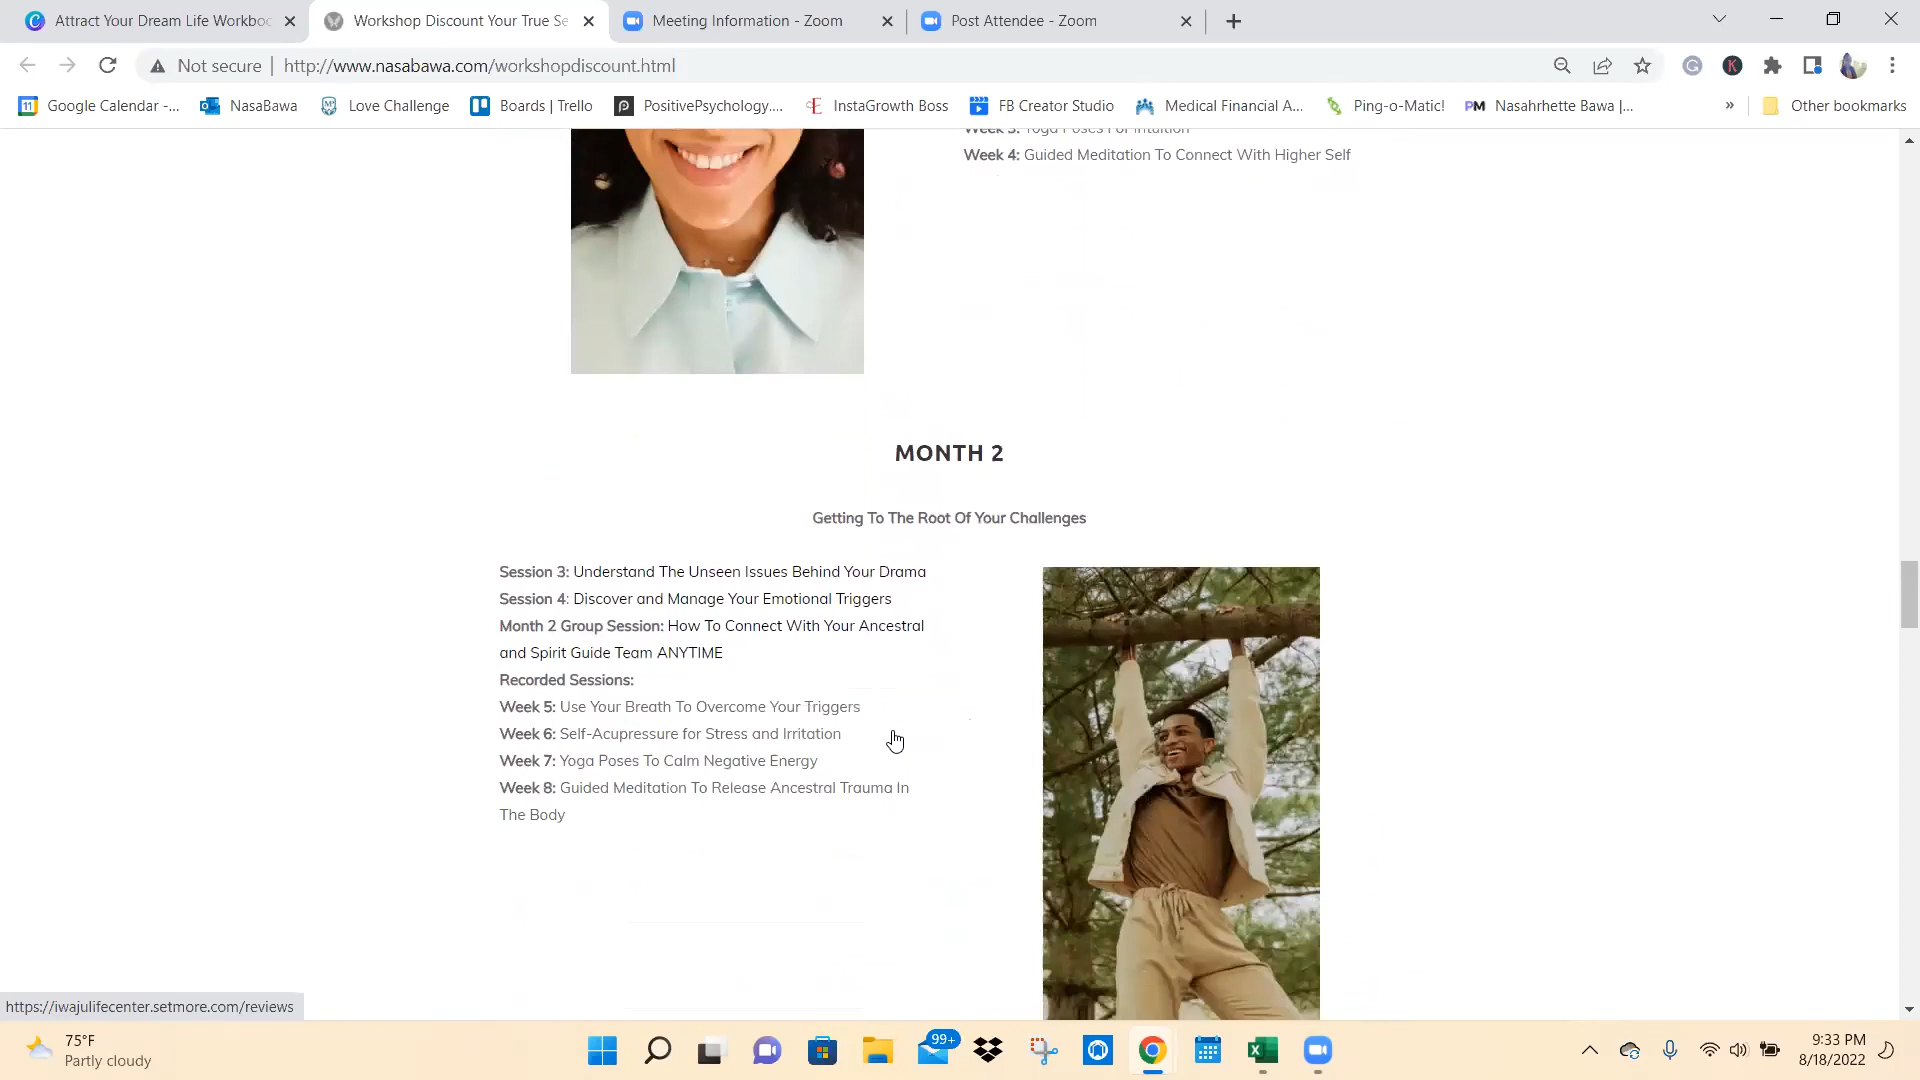 Attract Your Dream Life Workboo
Workshop Discount Your True Se
Meeting Information - Zoom
Post Attendee - Zoom
Not secure
http://www.nasabawa.com/workshopdiscount.html
Google Calendar -...
NasaBawa
Love Challenge
Boards | Trello
PositivePsychology....
InstaGrowth Boss
FB Creator Studio
Medical Financial A...
Ping-o-Matic!
PM Nasahrhette Bawa |...
»
Other bookmarks
Week 3: Yoga Poses For Intuition
Week 4: Guided Meditation To Connect With Higher Self
MONTH 2
Getting To The Root Of Your Challenges
Session 3: Understand The Unseen Issues Behind Your Drama
Session 4: Discover and Manage Your Emotional Triggers
Month 2 Group Session: How To Connect With Your Ancestral
and Spirit Guide Team ANYTIME
Recorded Sessions:
Week 5: Use Your Breath To Overcome Your Triggers
Week 6: Self-Acupressure for Stress and Irritation
Week 7: Yoga Poses To Calm Negative Energy
Week 8: Guided Meditation To Release Ancestral Trauma In
The Body
https://iwajulifecenter.setmore.com/reviews
75°F
Partly cloudy
99+
9:33 PM
8/18/2022